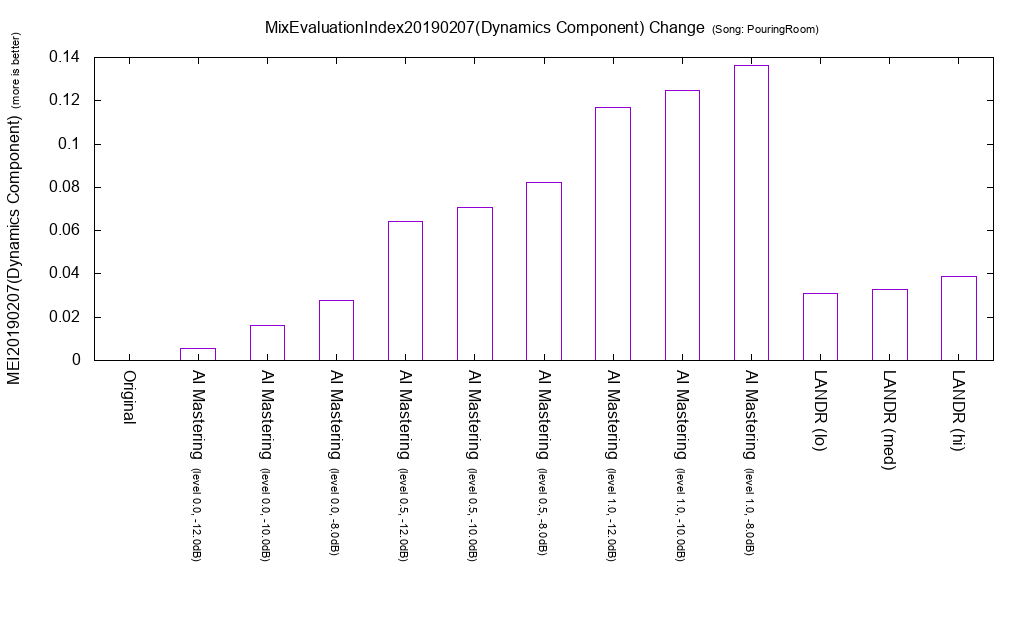 MixEvaluationIndex20190207(Dynamics Component) Change (Song: PouringRoom)
MEI20190207(Dynamics Component) (more is better)
0.14
0.12
0.1
0.08
0.06
0.04
0.02
0
Original
AI Mastering (level 0.0, -12.0dB)
AI Mastering (level 0.0, -10.0dB)
AI Mastering (level 0.0, -8.0dB)
AI Mastering (level 0.5, -12.0dB)
AI Mastering (level 0.5, -10.0dB)
AI Mastering (level 0.5, -8.0dB)
AI Mastering (level 1.0, -12.0dB)
AI Mastering (level 1.0, -10.0dB)
AI Mastering (level 1.0, -8.0dB)
LANDR (lo)
LANDR (med)
LANDR (hi)